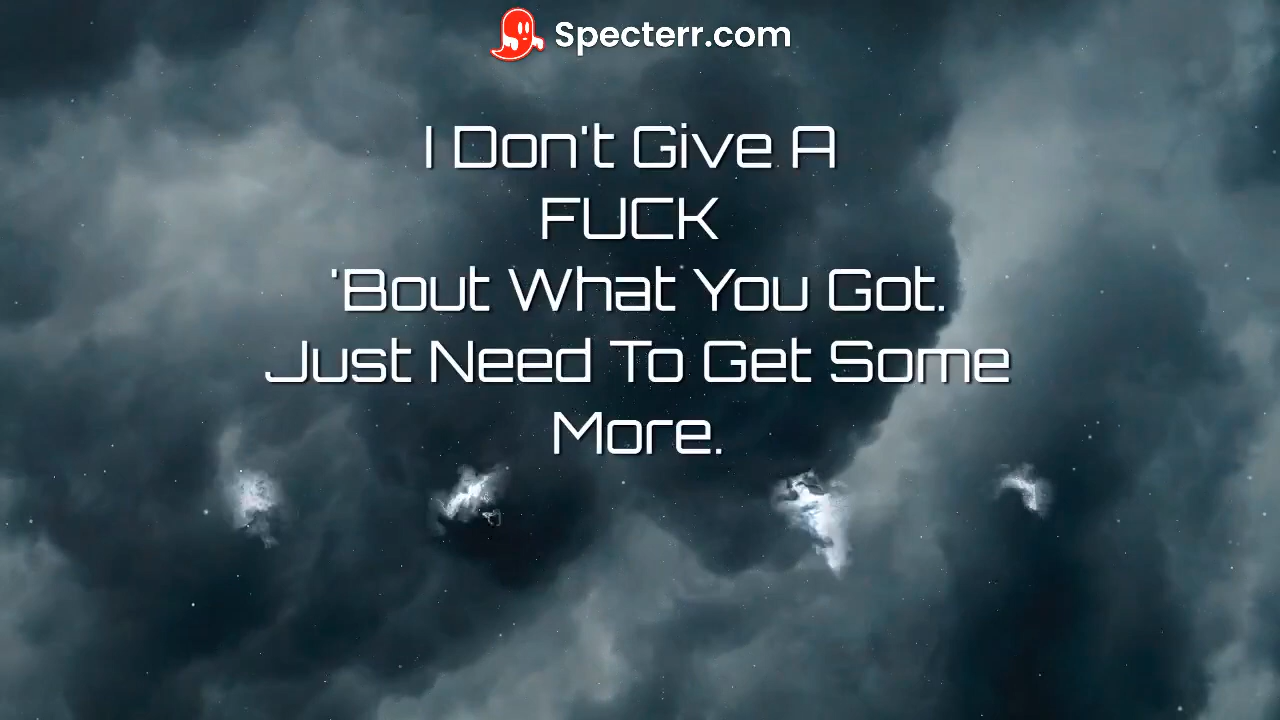 Specterr.com
I Don't Give A
FUCK
'Bout What You Got.
Just Need To Get Some
More.